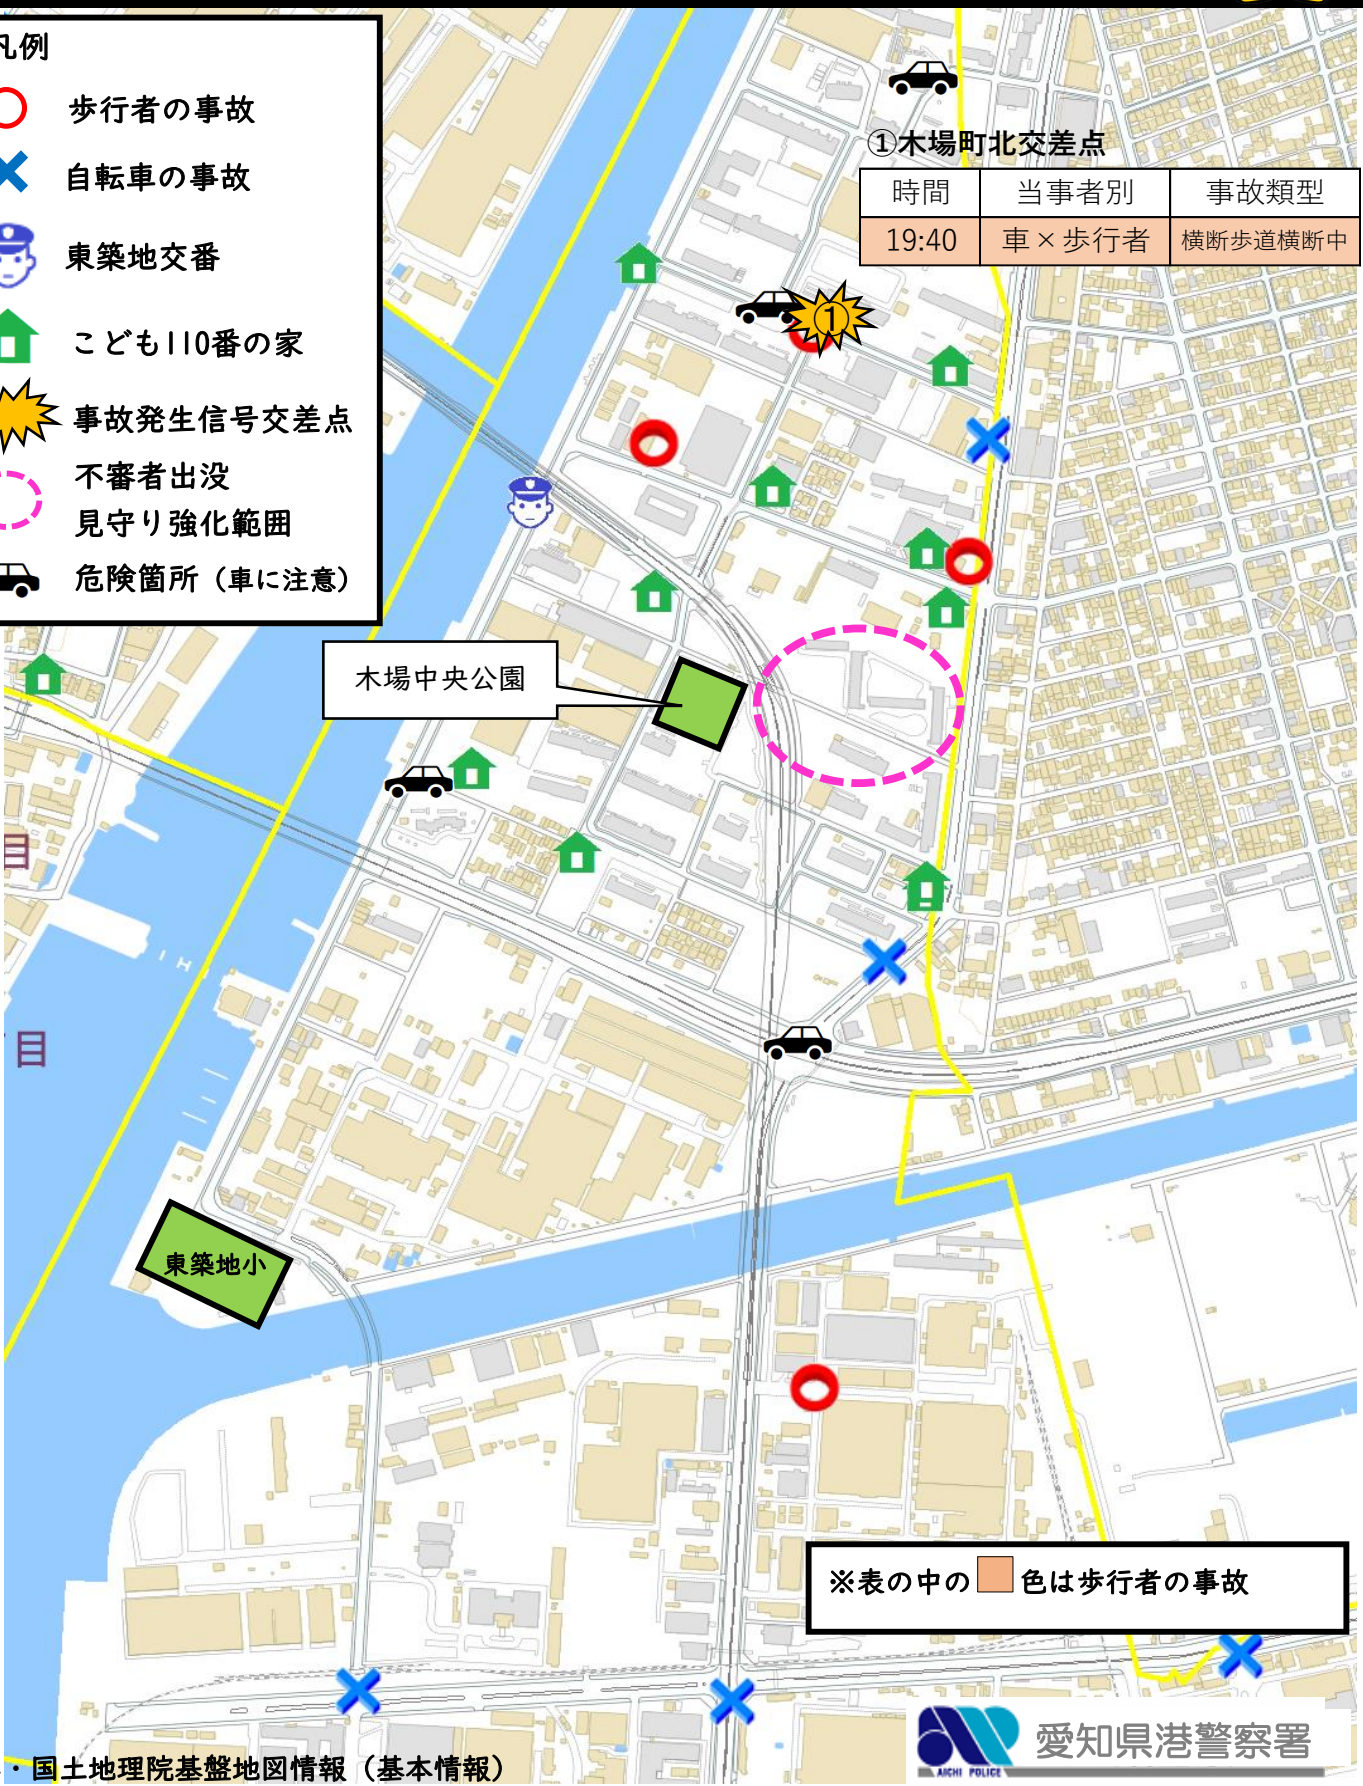 凡例
歩行者の事故
自転車の事故
東築地交番
こども110番の家
事故発生信号交差点
不審者出没
見守り強化範囲
危険箇所（車に注意）
①木場町北交差点
時間 当事者別 事故類型
19:40 車×歩行者 横断歩道横断中
①
木場中央公園
目
目
東築地小
※表の中の 色は歩行者の事故
・国土地理院基盤地図情報（基本情報）
AICHI POLICE
愛知県港警察署